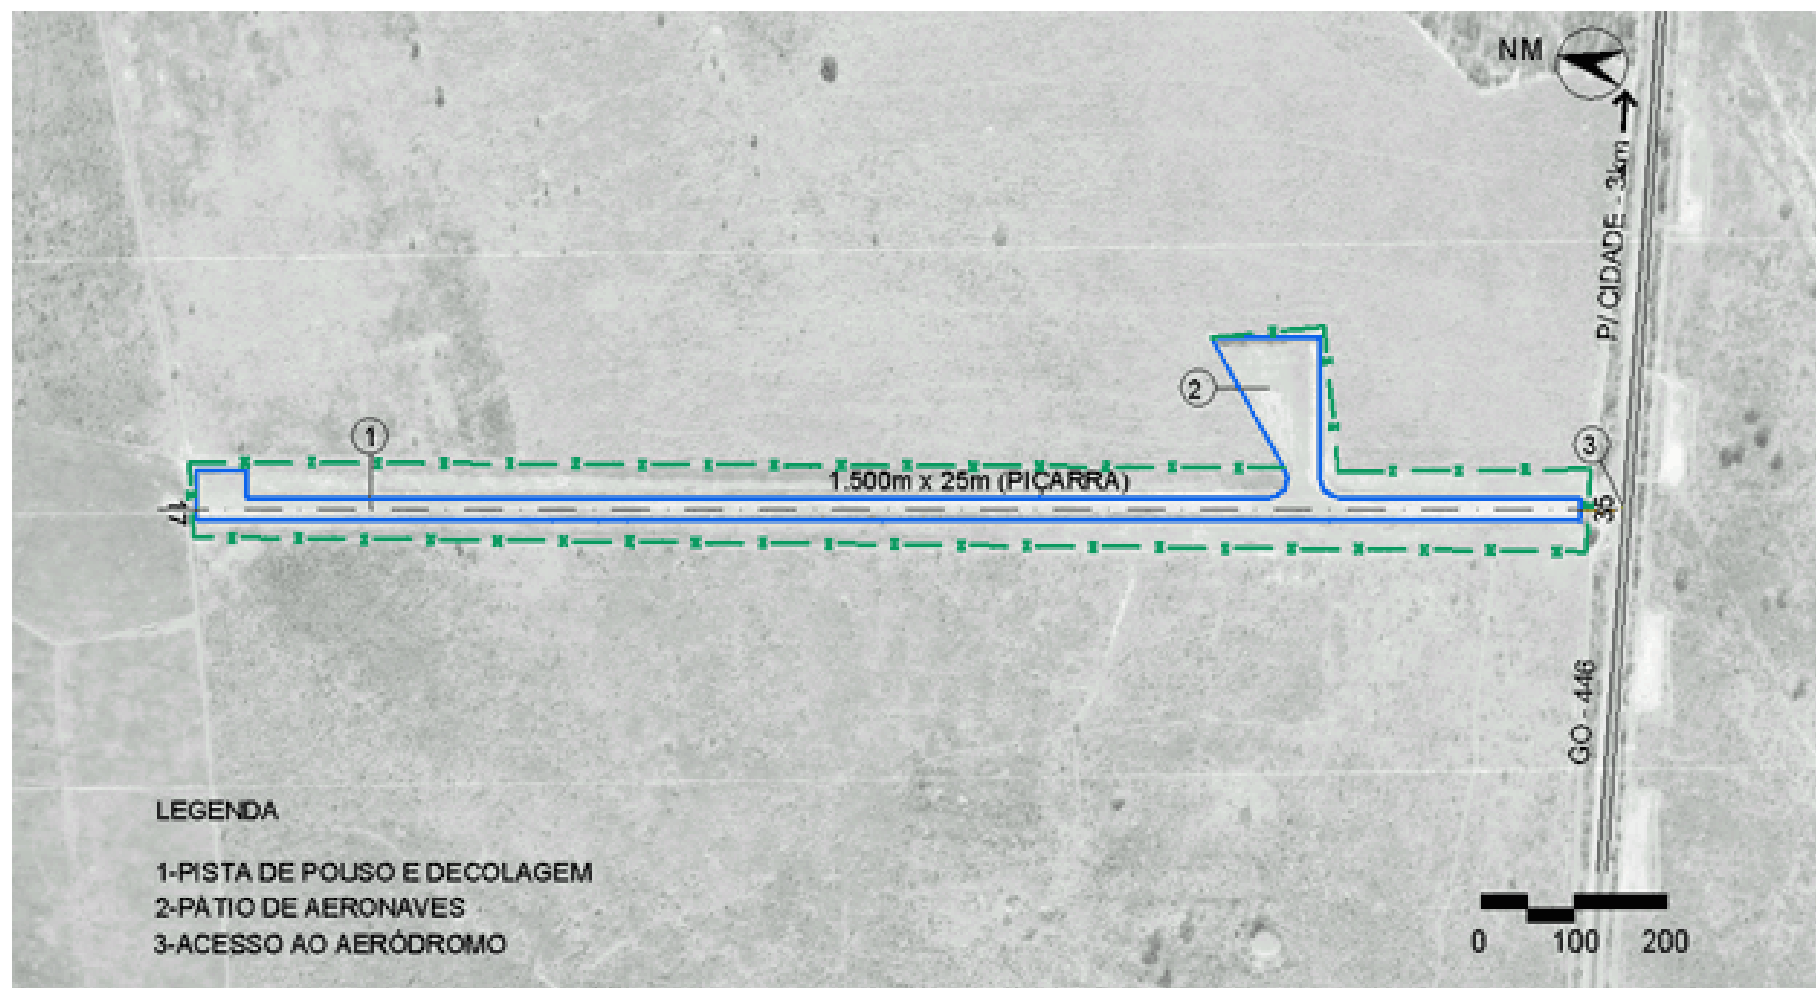 NM
P/ CIDADE - 3km
1
2
3
1.500m x 25m (PIÇARRA)
17
35
GO - 446
LEGENDA
1-PISTA DE POUSO E DECOLAGEM
2-PÁTIO DE AERONAVES
3-ACESSO AO AERÓDROMO
0 100 200